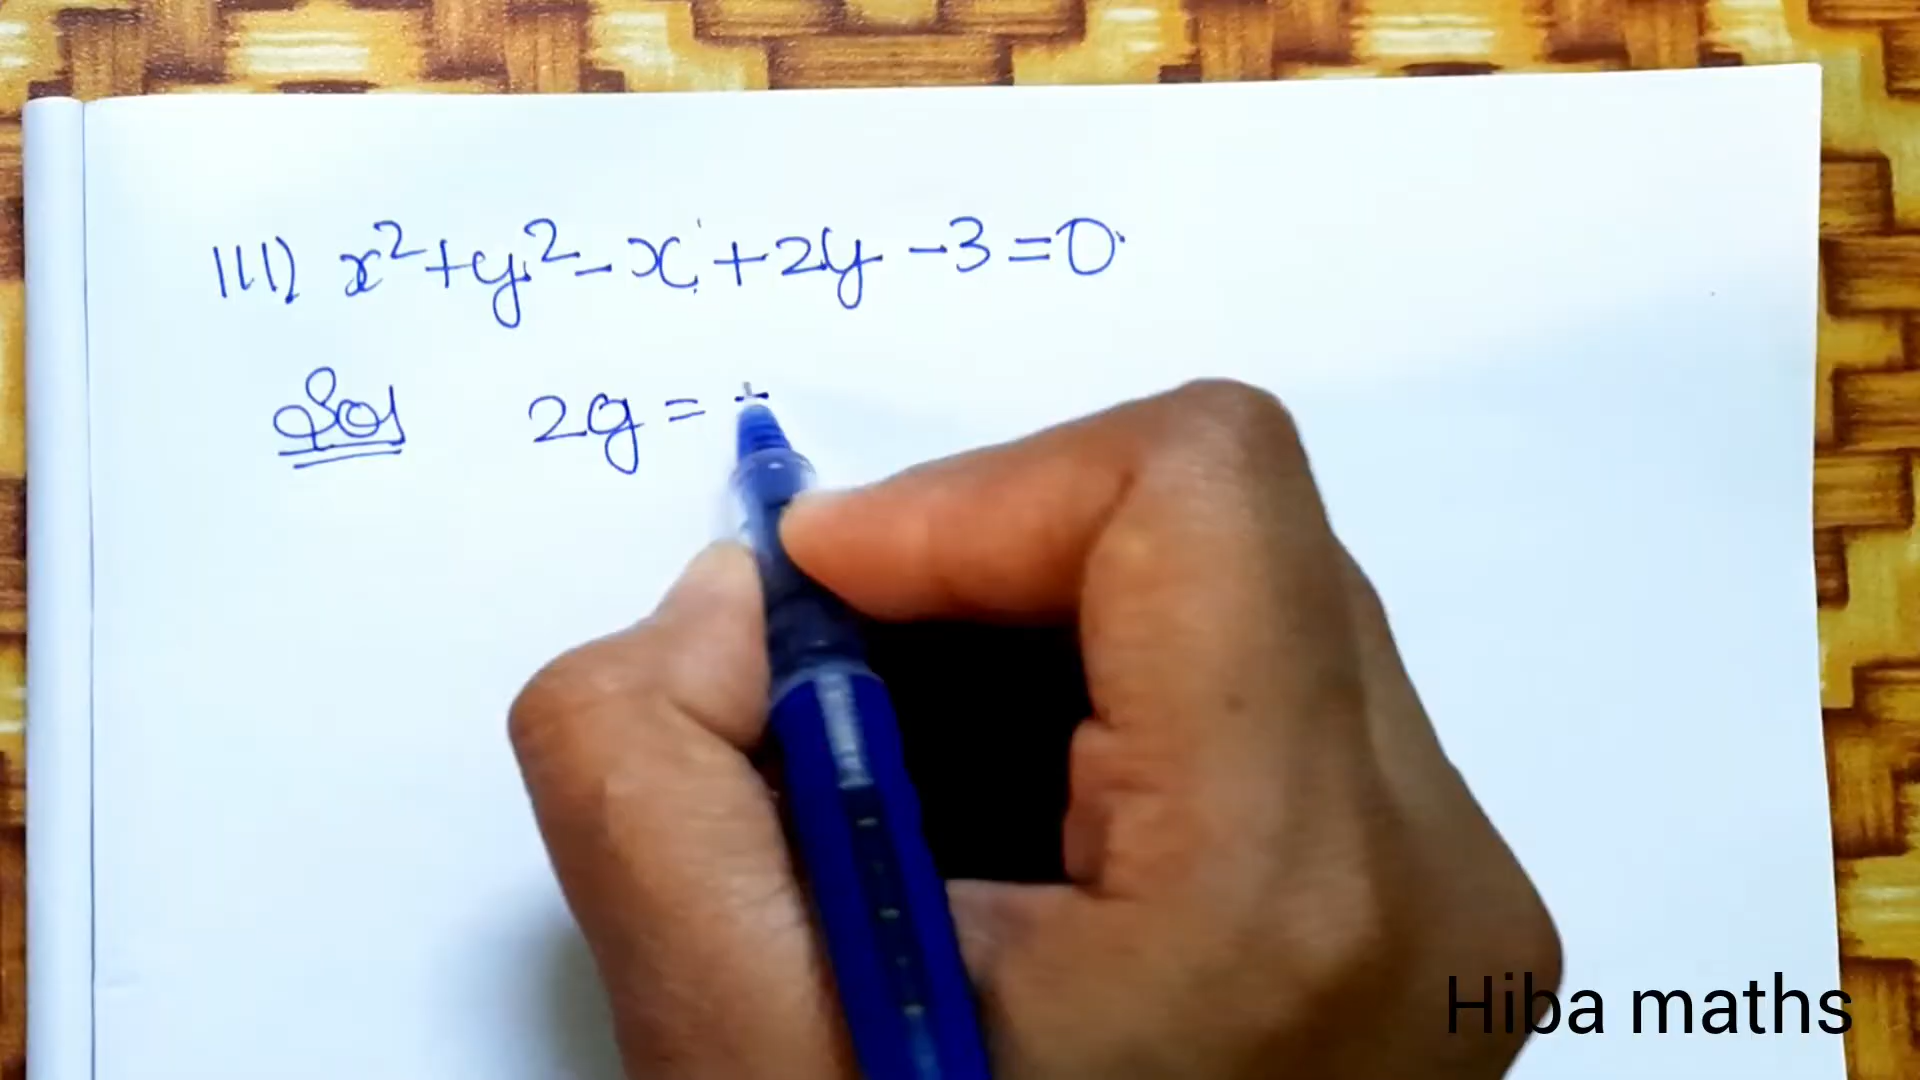 iii) x²+y²-x+2y-3=0
Sol 2g =
Hiba maths